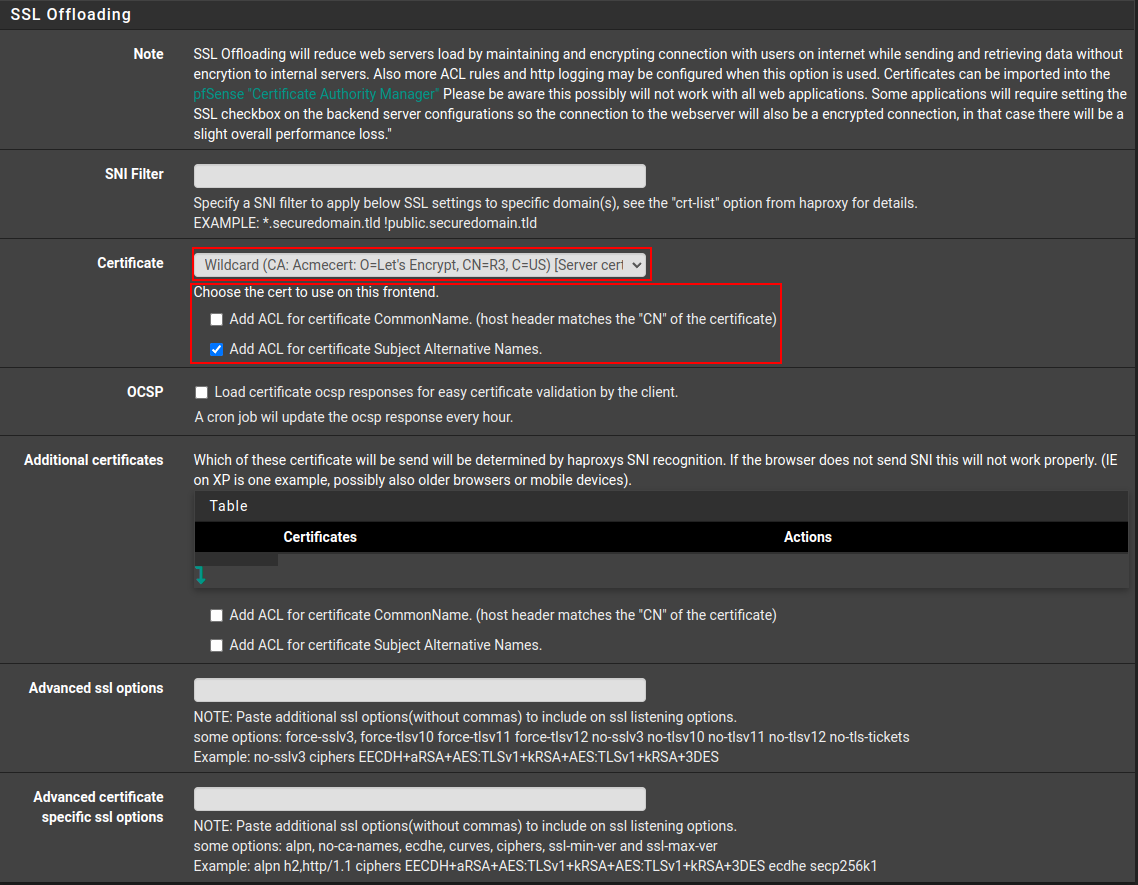 SSL Offloading
Note
SSL Offloading will reduce web servers load by maintaining and encrypting connection with users on internet while sending and retrieving data without
encrytion to internal servers. Also more ACL rules and http logging may be configured when this option is used. Certificates can be imported into the
pfSense "Certificate Authority Manager" Please be aware this possibly will not work with all web applications. Some applications will require setting the
SSL checkbox on the backend server configurations so the connection to the webserver will also be a encrypted connection, in that case there will be a
slight overall performance loss."
SNI Filter
Specify a SNI filter to apply below SSL settings to specific domain(s), see the "crt-list" option from haproxy for details.
EXAMPLE: *.securedomain.tld !public.securedomain.tld
Certificate
Wildcard (CA: Acmecert: O=Let's Encrypt, CN=R3, C=US) [Server cert
Choose the cert to use on this frontend.
Add ACL for certificate CommonName. (host header matches the "CN" of the certificate)
Add ACL for certificate Subject Alternative Names.
OCSP
Load certificate ocsp responses for easy certificate validation by the client.
A cron job wil update the ocsp response every hour.
Additional certificates
Which of these certificate will be send will be determined by haproxys SNI recognition. If the browser does not send SNI this will not work properly. (IE
on XP is one example, possibly also older browsers or mobile devices).
Table
Certificates Actions
Add ACL for certificate CommonName. (host header matches the "CN" of the certificate)
Add ACL for certificate Subject Alternative Names.
Advanced ssl options
NOTE: Paste additional ssl options(without commas) to include on ssl listening options.
some options: force-sslv3, force-tlsv10 force-tlsv11 force-tlsv12 no-sslv3 no-tlsv10 no-tlsv11 no-tlsv12 no-tls-tickets
Example: no-sslv3 ciphers EECDH+aRSA+AES:TLSv1+kRSA+AES:TLSv1+kRSA+3DES
Advanced certificate
specific ssl options
NOTE: Paste additional ssl options(without commas) to include on ssl listening options.
some options: alpn, no-ca-names, ecdhe, curves, ciphers, ssl-min-ver and ssl-max-ver
Example: alpn h2,http/1.1 ciphers EECDH+aRSA+AES:TLSv1+kRSA+AES:TLSv1+kRSA+3DES ecdhe secp256k1